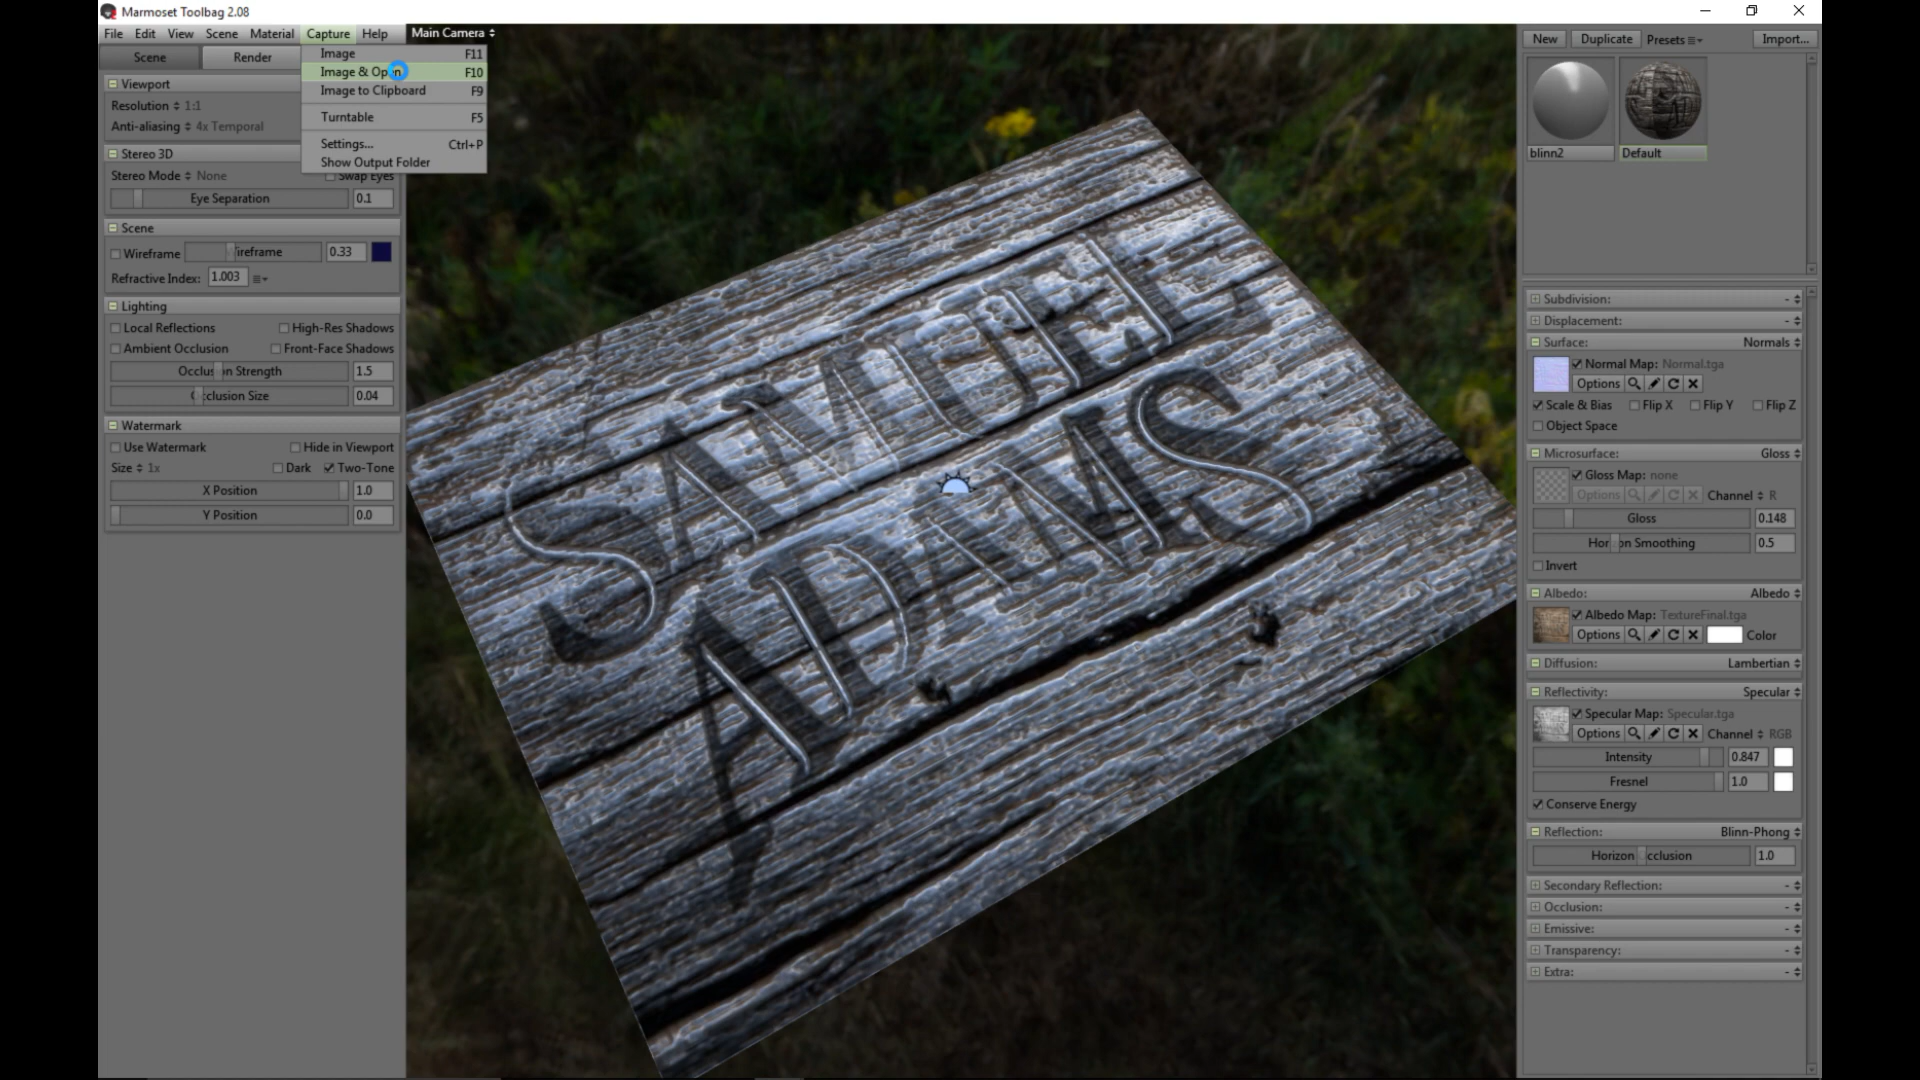 Marmoset Toolbag 2.08
File Edit View Scene Material Capture Help Main Camera
Scene Render
Image F11
Image & Open F10
Image to Clipboard F9
Turntable F5
Settings... Ctrl+P
Show Output Folder
Viewport
Resolution 1:1
Anti-aliasing 4x Temporal
Stereo 3D
Stereo Mode None Swap Eyes
Eye Separation 0.1
Scene
Wireframe Wireframe 0.33
Refractive Index: 1.003
Lighting
Local Reflections High-Res Shadows
Ambient Occlusion Front-Face Shadows
Occlusion Strength 1.5
Occlusion Size 0.04
Watermark
Use Watermark Hide in Viewport
Size 1x Dark Two-Tone
X Position 1.0
Y Position 0.0
SAMUEL
ADAMS
New Duplicate Presets Import...
blinn2 Default
Subdivision: -
Displacement: -
Surface: Normals
Normal Map: Normal.tga
Options
Scale & Bias Flip X Flip Y Flip Z
Object Space
Microsurface: Gloss
Gloss Map: none
Options Channel R
Gloss 0.148
Horizon Smoothing 0.5
Invert
Albedo: Albedo
Albedo Map: TextureFinal.tga
Options Color
Diffusion: Lambertian
Reflectivity: Specular
Specular Map: Specular.tga
Options Channel RGB
Intensity 0.847
Fresnel 1.0
Conserve Energy
Reflection: Blinn-Phong
Horizon Occlusion 1.0
Secondary Reflection: -
Occlusion: -
Emissive: -
Transparency: -
Extra: -